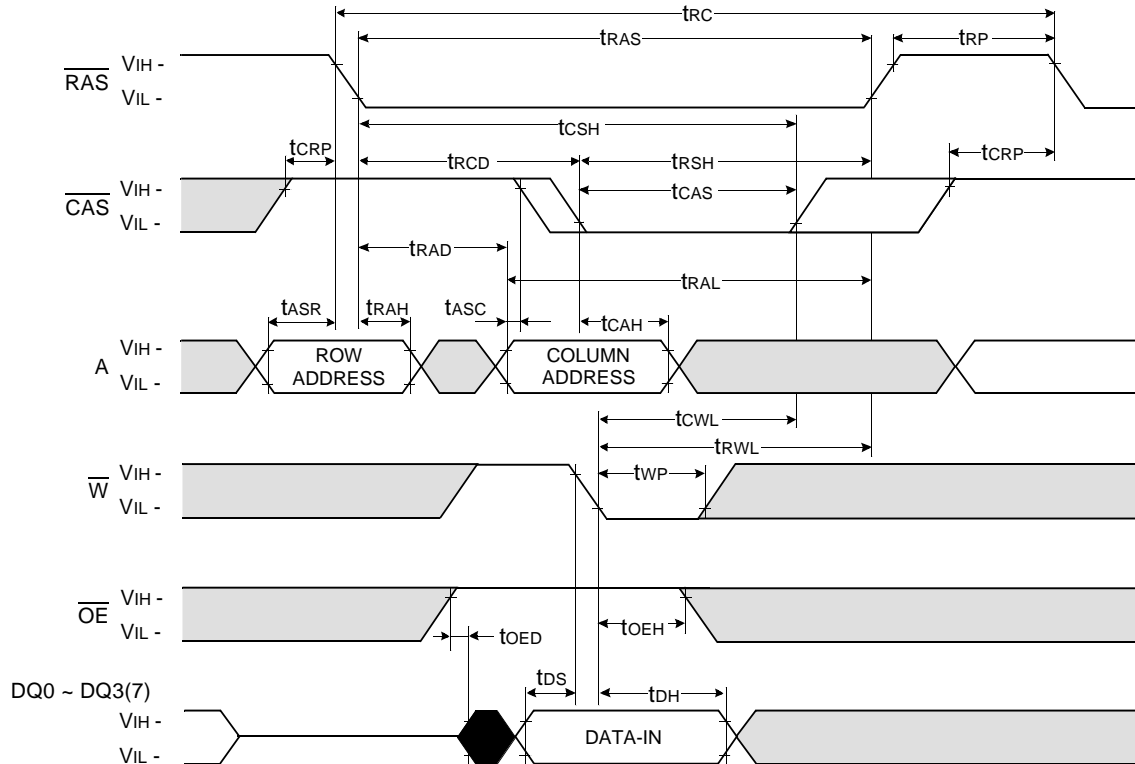 tRC
tRAS
tRP
RAS
VIH -
VIL -
tCSH
tCRP
tRCD
tRSH
tCRP
CAS
VIH -
VIL -
tCAS
tRAD
tRAL
tASR
tRAH
tASC
tCAH
A
VIH -
VIL -
ROW
ADDRESS
COLUMN
ADDRESS
tCWL
tRWL
W
VIH -
VIL -
tWP
OE
VIH -
VIL -
tOED
tOEH
DQ0 ~ DQ3(7)
tDS
tDH
VIH -
VIL -
DATA-IN